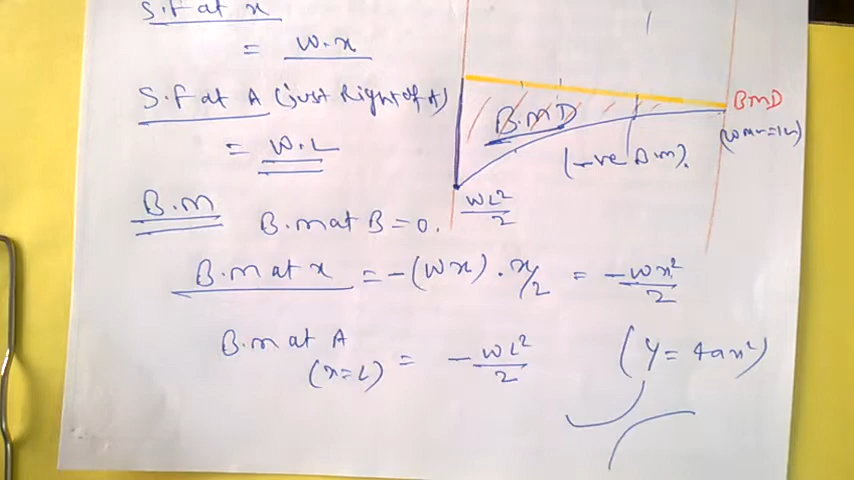 S.F at x
= w.x
S.F at A (just Right of A)
= w.L
B.M
B.m at B = 0.
B.m at x = -(wx) . x/2 = -wx²/2
B.m at A = -wL²/2
(x=L)
(y = 4ax²)
BMD
B.M.D
(-ve B.m).
wL²/2